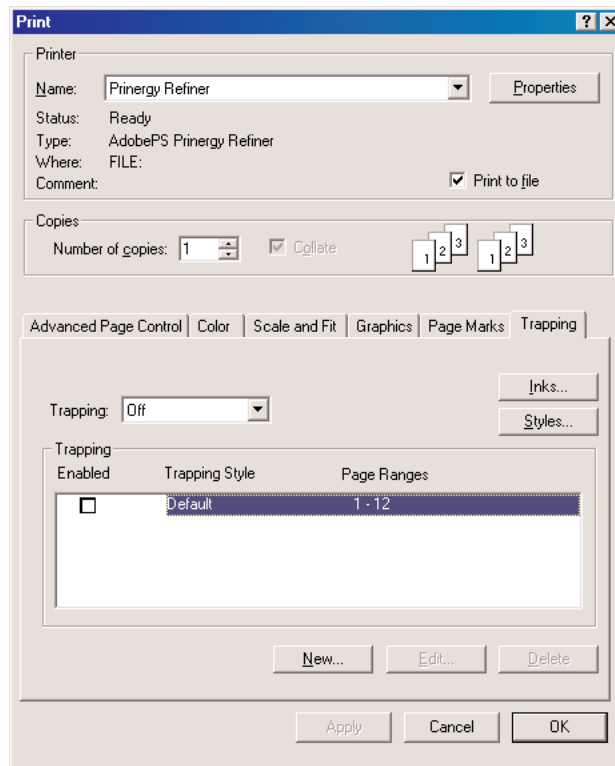 Print
Printer
Name: Prinergy Refiner Properties
Status: Ready
Type: AdobePS Prinergy Refiner
Where: FILE:
Comment: Print to file
Copies
Number of copies: 1 Collate 1 2 3 1 2 3
Advanced Page Control Color Scale and Fit Graphics Page Marks Trapping
Inks...
Trapping: Off
Styles...
Trapping
Enabled Trapping Style Page Ranges
Default 1 - 12
New... Edit... Delete
Apply Cancel OK